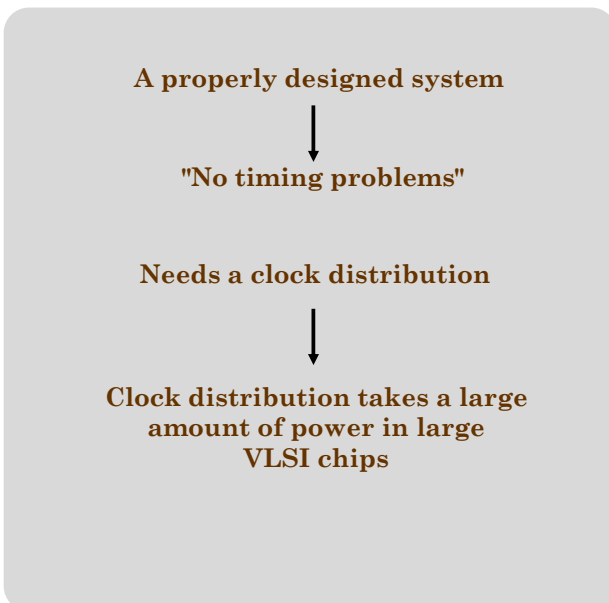 A properly designed system
"No timing problems"
Needs a clock distribution
Clock distribution takes a large
amount of power in large
VLSI chips